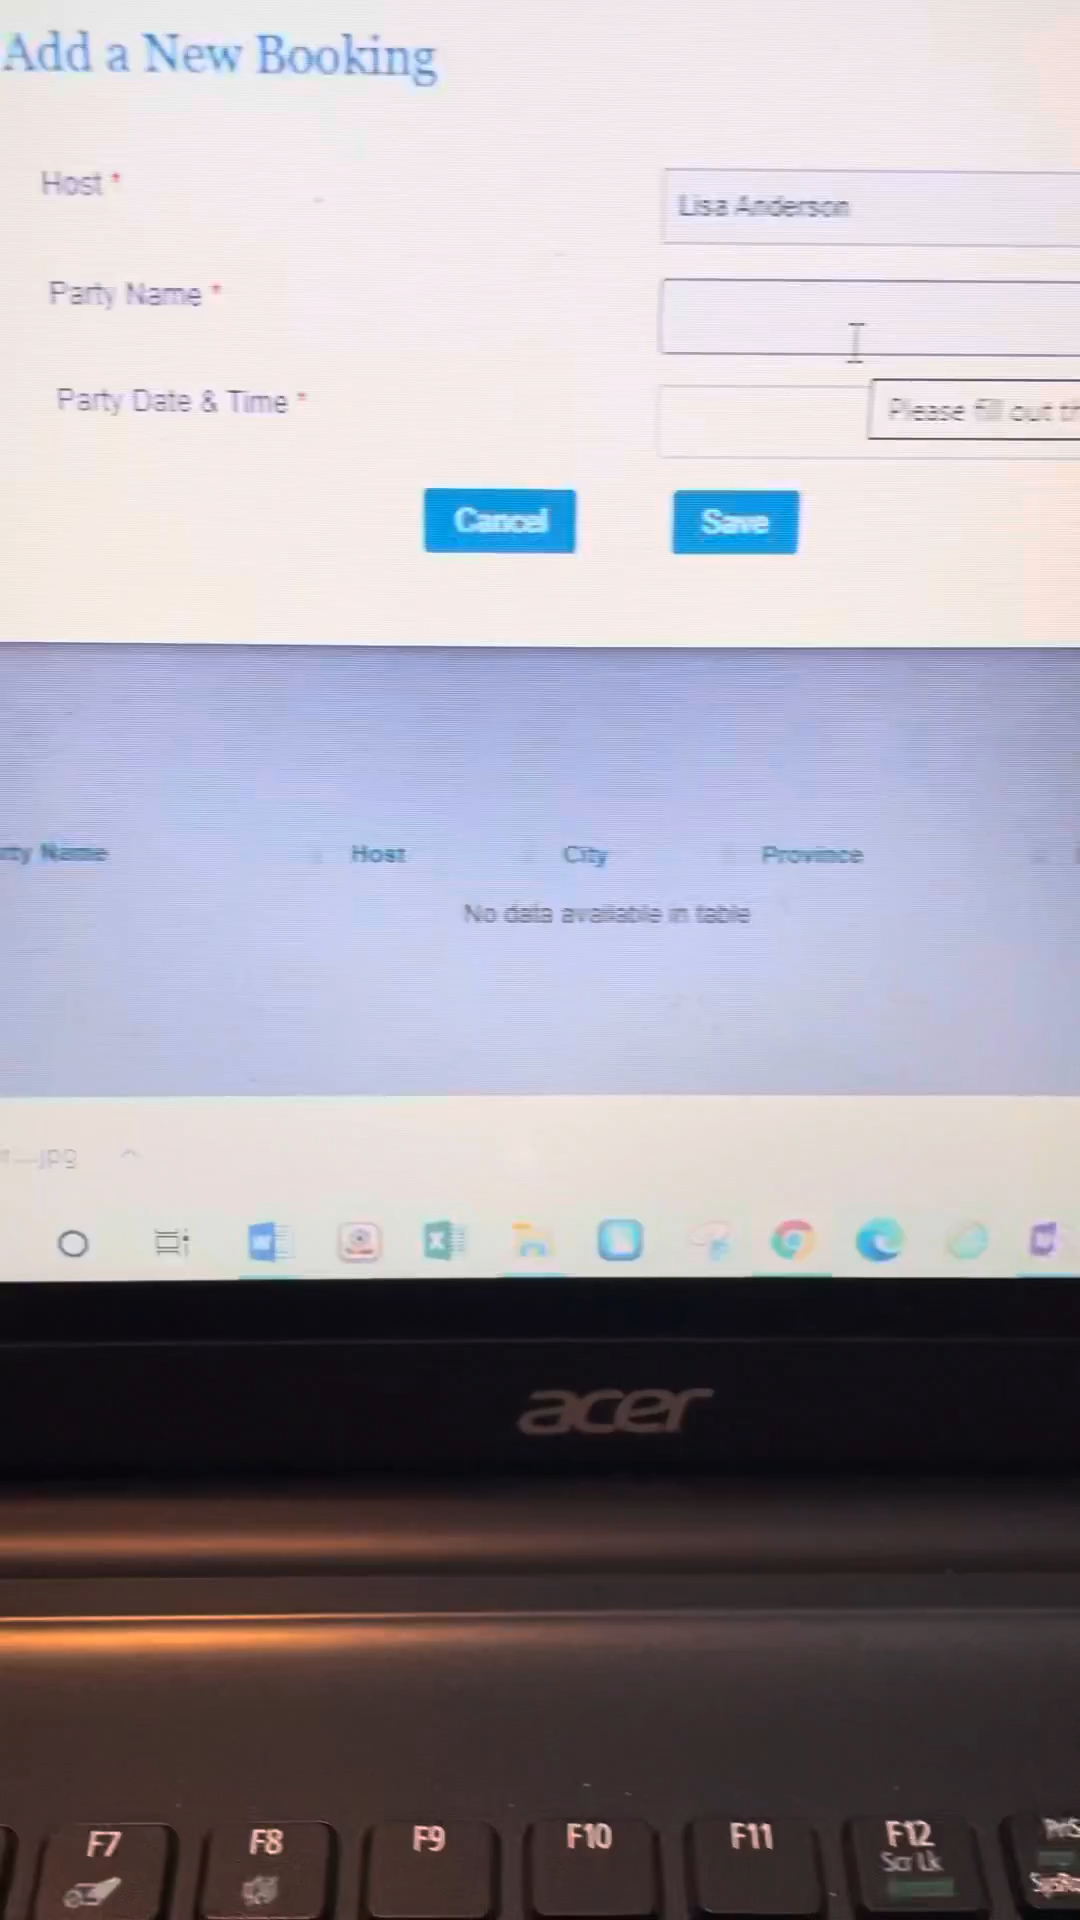 Add a New Booking
Host *
Lisa Anderson
Party Name *
Party Date & Time *
Please fill out
Cancel
Save
Name
Host
City
Province
No data available in table
acer
F7
F8
F9
F10
F11
F12
Scr Lk